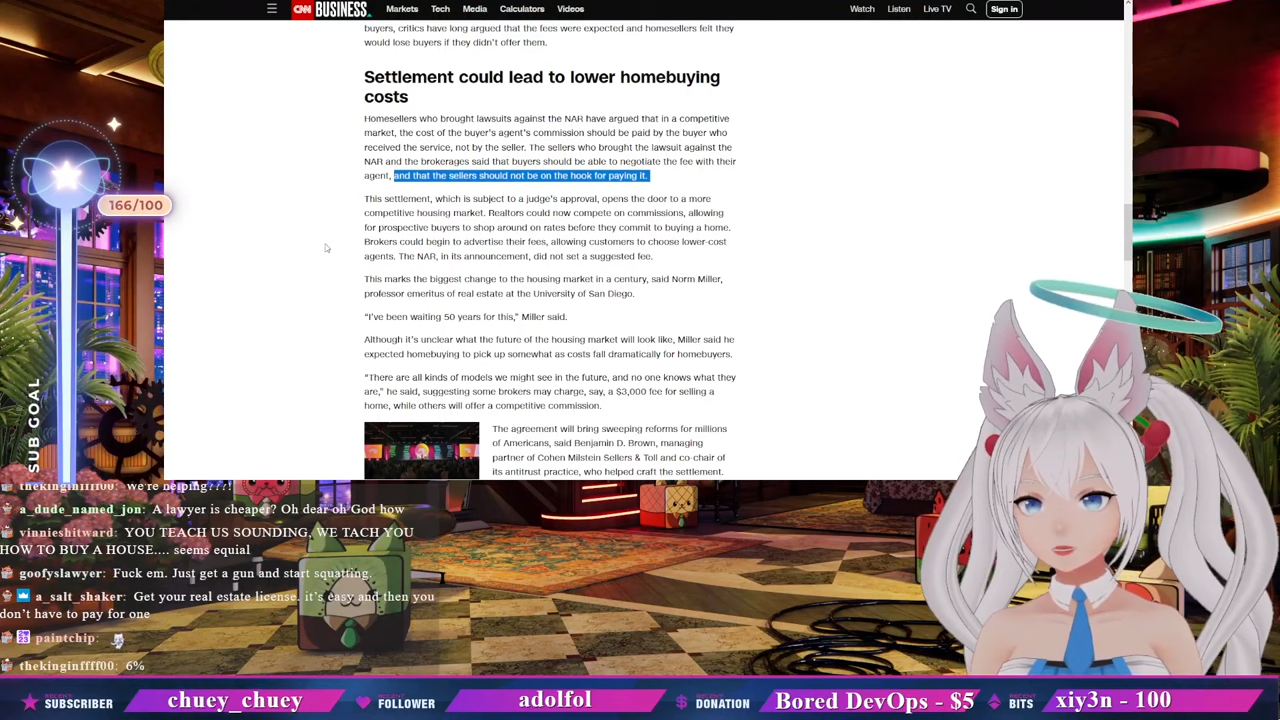 CNN BUSINESS
Markets Tech Media Calculators Videos
Watch Listen Live TV Sign in
buyers, critics have long argued that the fees were expected and homesellers felt they
would lose buyers if they didn't offer them.
Settlement could lead to lower homebuying
costs
Homesellers who brought lawsuits against the NAR have argued that in a competitive
market, the cost of the buyer's agent's commission should be paid by the buyer who
received the service, not by the seller. The sellers who brought the lawsuit against the
NAR and the brokerages said that buyers should be able to negotiate the fee with their
agent, and that the sellers should not be on the hook for paying it.
This settlement, which is subject to a judge's approval, opens the door to a more
competitive housing market. Realtors could now compete on commissions, allowing
for prospective buyers to shop around on rates before they commit to buying a home.
Brokers could begin to advertise their fees, allowing customers to choose lower-cost
agents. The NAR, in its announcement, did not set a suggested fee.
This marks the biggest change to the housing market in a century, said Norm Miller,
professor emeritus of real estate at the University of San Diego.
"I've been waiting 50 years for this," Miller said.
Although it's unclear what the future of the housing market will look like, Miller said he
expected homebuying to pick up somewhat as costs fall dramatically for homebuyers.
"There are all kinds of models we might see in the future, and no one knows what they
are," he said, suggesting some brokers may charge, say, a $3,000 fee for selling a
home, while others will offer a competitive commission.
The agreement will bring sweeping reforms for millions
of Americans, said Benjamin D. Brown, managing
partner of Cohen Milstein Sellers & Toll and co-chair of
its antitrust practice, who helped craft the settlement.
166/100
SUB GOAL
thekinginfffff00: We're helping???!
a_dude_named_jon: A lawyer is cheaper? Oh dear oh God how
vinnieshitward: YOU TEACH US SOUNDING, WE TACH YOU
HOW TO BUY A HOUSE.... seems equial
goofyslawyer: Fuck em. Just get a gun and start squatting.
a_salt_shaker: Get your real estate license. it's easy and then you
don't have to pay for one
paintchip:
thekinginfffff00: 6%
RECENT SUBSCRIBER chuey_chuey
RECENT FOLLOWER adolfol
RECENT DONATION Bored DevOps - $5
RECENT BITS xiy3n - 100